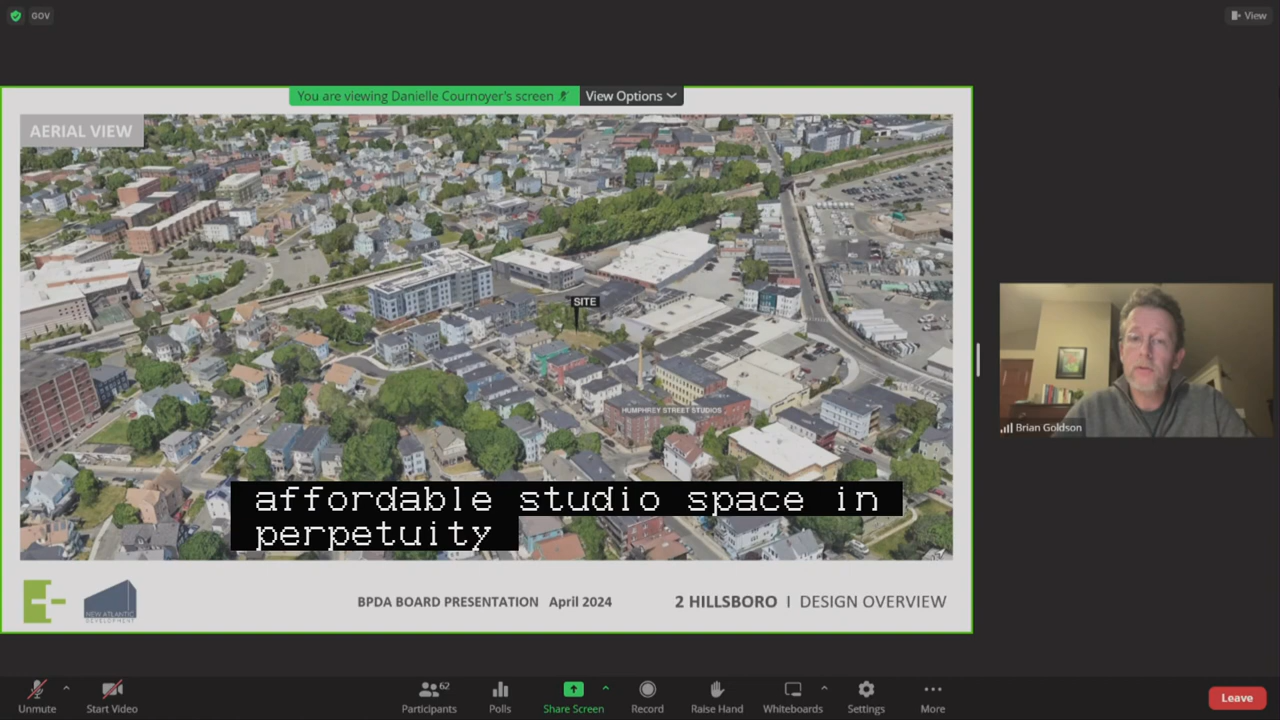 GOV
View
You are viewing Danielle Cournoyer's screen
View Options
AERIAL VIEW
SITE
HUMPHREY STREET STUDIOS
Brian Goldson
affordable studio space in
perpetuity
NEW ATLANTIC
DEVELOPMENT
BPDA BOARD PRESENTATION April 2024
2 HILLSBORO | DESIGN OVERVIEW
62
Unmute
Start Video
Participants
Polls
Share Screen
Record
Raise Hand
Whiteboards
Settings
More
Leave